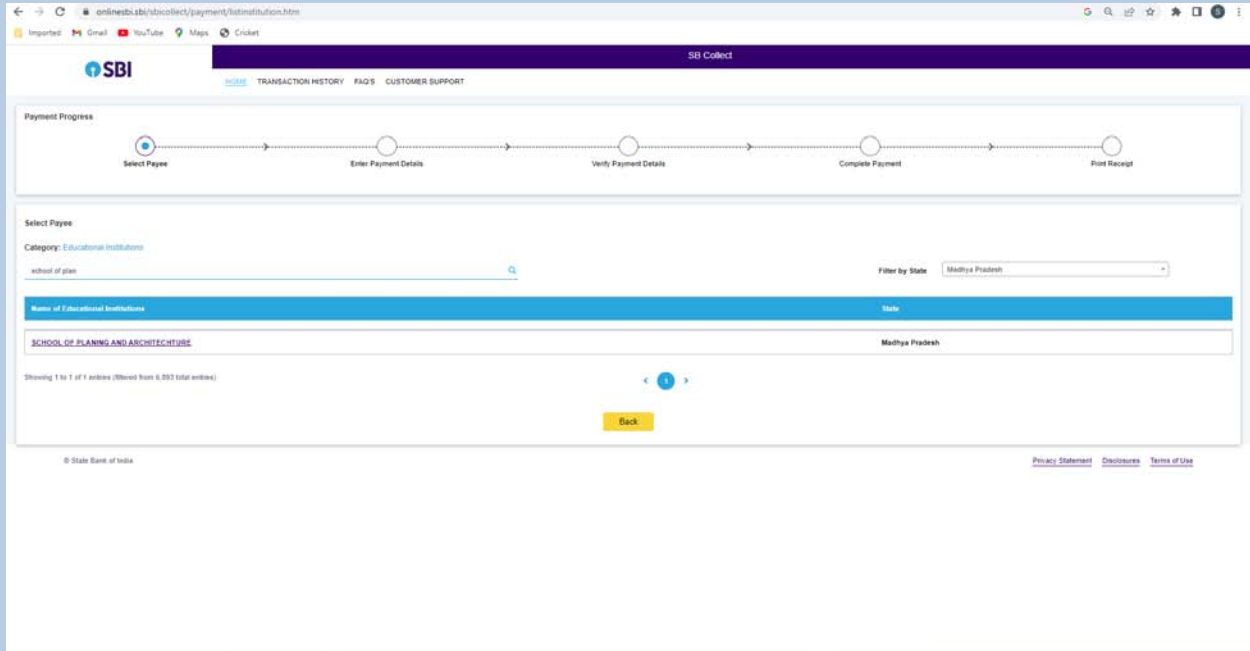 onlinesbi.sbi/sbicollect/payment/listinstitution.htm
Imported Gmail YouTube Maps Cricket
SBI
SB Collect
HOME TRANSACTION HISTORY FAQ'S CUSTOMER SUPPORT
Payment Progress
Select Payee Enter Payment Details Verify Payment Details Complete Payment Print Receipt
Select Payee
Category: Educational Institutions
school of plan Filter by State Madhya Pradesh
Name of Educational Institutions State
SCHOOL OF PLANING AND ARCHITECHTURE Madhya Pradesh
Showing 1 to 1 of 1 entries (filtered from total entries)
< 1 >
Back
© State Bank of India Privacy Statement Disclosures Terms of Use